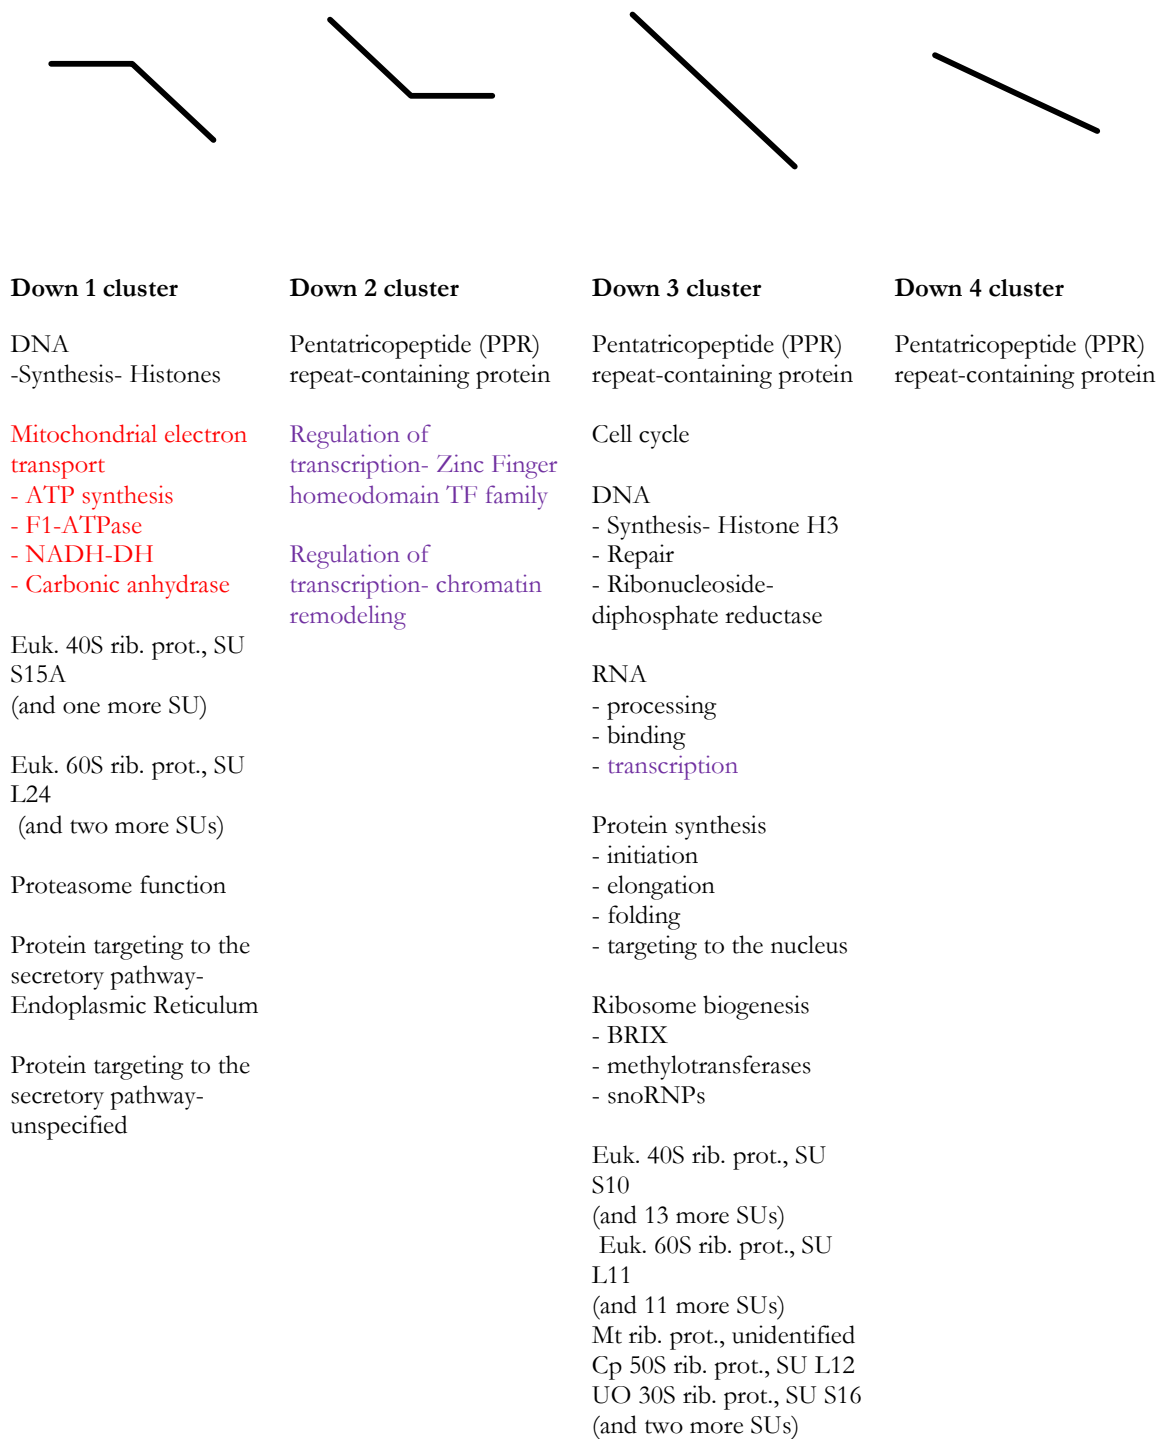 Down 1 cluster
DNA
-Synthesis- Histones
Mitochondrial electron
transport
- ATP synthesis
- F1-ATPase
- NADH-DH
- Carbonic anhydrase
Euk. 40S rib. prot., SU
S15A
(and one more SU)
Euk. 60S rib. prot., SU
L24
(and two more SUs)
Proteasome function
Protein targeting to the
secretory pathway-
Endoplasmic Reticulum
Protein targeting to the
secretory pathway-
unspecified
Down 2 cluster
Pentatricopeptide (PPR)
repeat-containing protein
Regulation of
transcription- Zinc Finger
homeodomain TF family
Regulation of
transcription- chromatin
remodeling
Down 3 cluster
Pentatricopeptide (PPR)
repeat-containing protein
Cell cycle
DNA
- Synthesis- Histone H3
- Repair
- Ribonucleoside-
diphosphate reductase
RNA
- processing
- binding
- transcription
Protein synthesis
- initiation
- elongation
- folding
- targeting to the nucleus
Ribosome biogenesis
- BRIX
- methylotransferases
- snoRNPs
Euk. 40S rib. prot., SU
S10
(and 13 more SUs)
Euk. 60S rib. prot., SU
L11
(and 11 more SUs)
Mt rib. prot., unidentified
Cp 50S rib. prot., SU L12
UO 30S rib. prot., SU S16
(and two more SUs)
Down 4 cluster
Pentatricopeptide (PPR)
repeat-containing protein